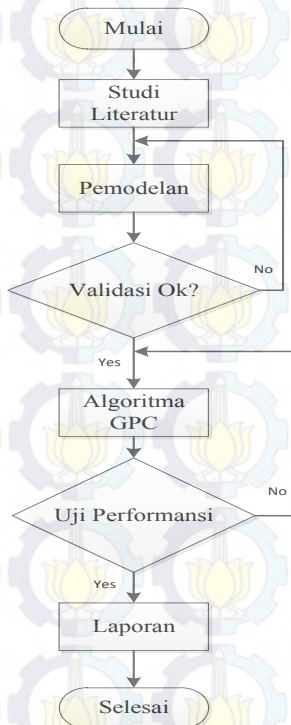 Mulai
Studi
Literatur
Pemodelan
Validasi Ok?
No
Yes
Algoritma
GPC
Uji Performansi
No
Yes
Laporan
Selesai